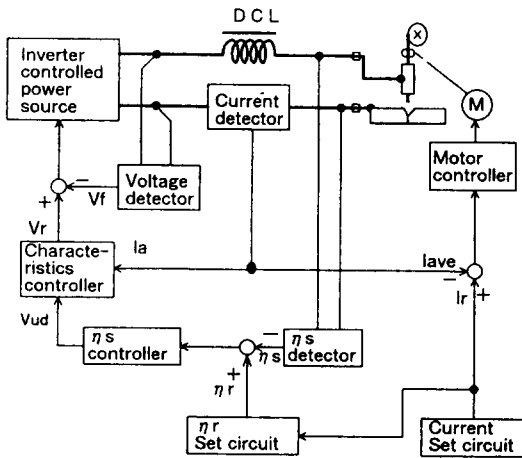 DCL
X
Inverter
controlled
power
source
Current
detector
M
Motor
controller
Voltage
detector
−
+
Vf
Vr
Ia
Iave
−
+
Ir
Characte-
ristics
controller
Vud
ηs
controller
−
ηs
ηs
detector
+
ηr
ηr
Set circuit
Current
Set circuit